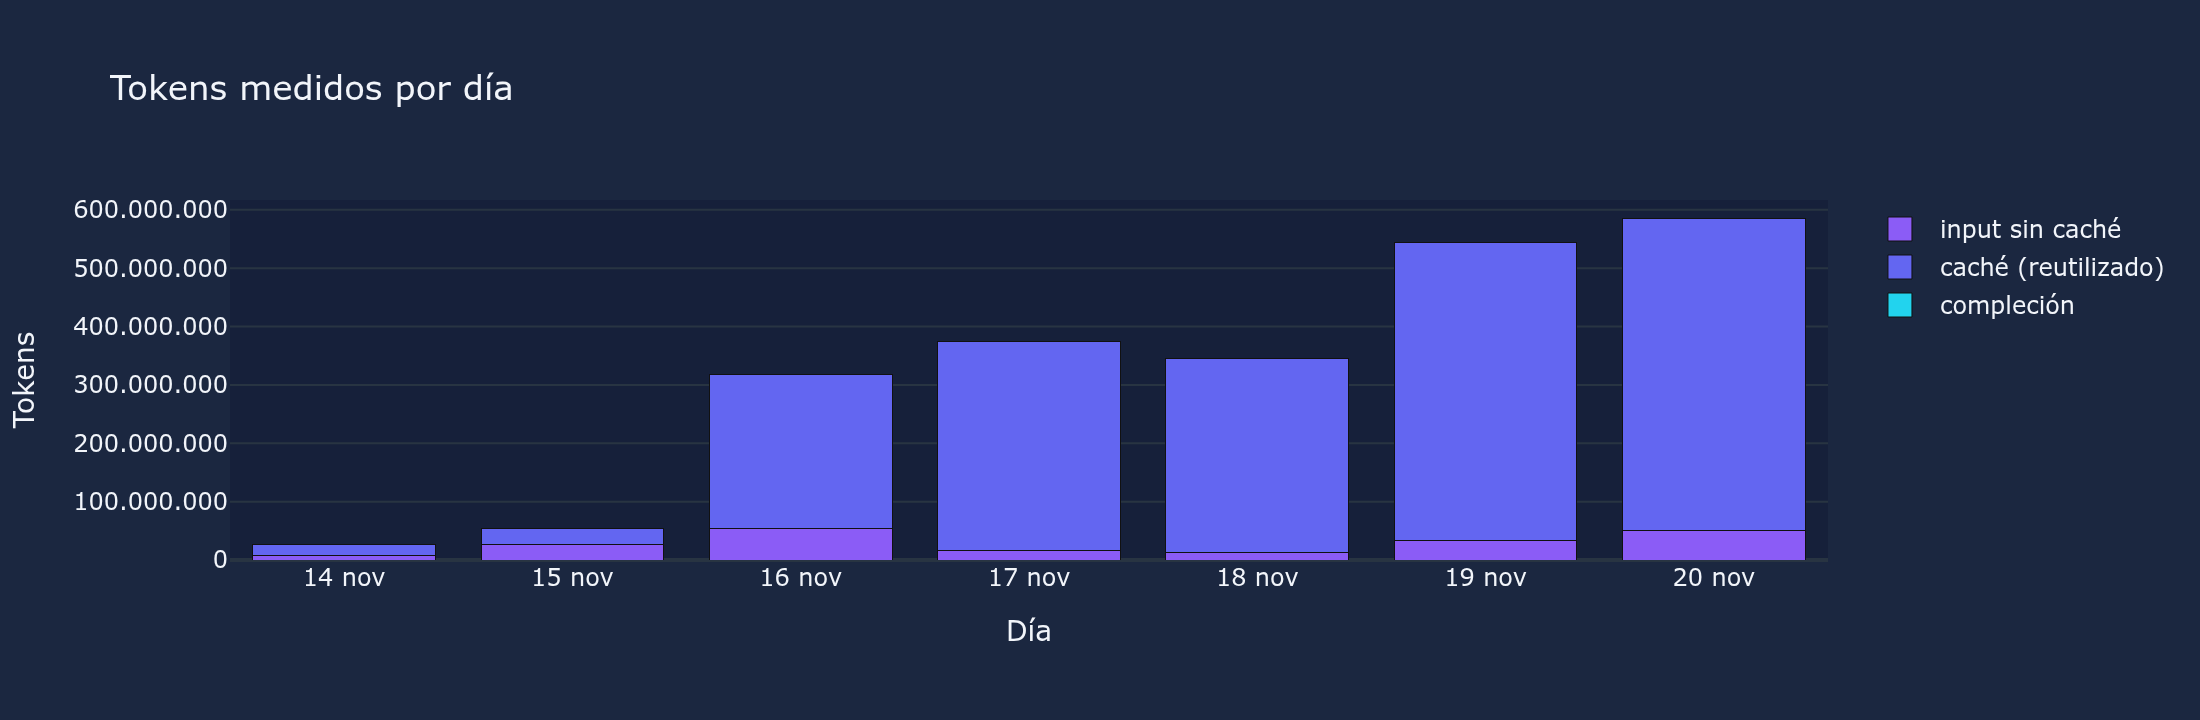 Tokens medidos por día
600.000.000
500.000.000
400.000.000
300.000.000
200.000.000
100.000.000
0
Tokens
14 nov
15 nov
16 nov
17 nov
18 nov
19 nov
20 nov
Día
input sin caché
caché (reutilizado)
compleción